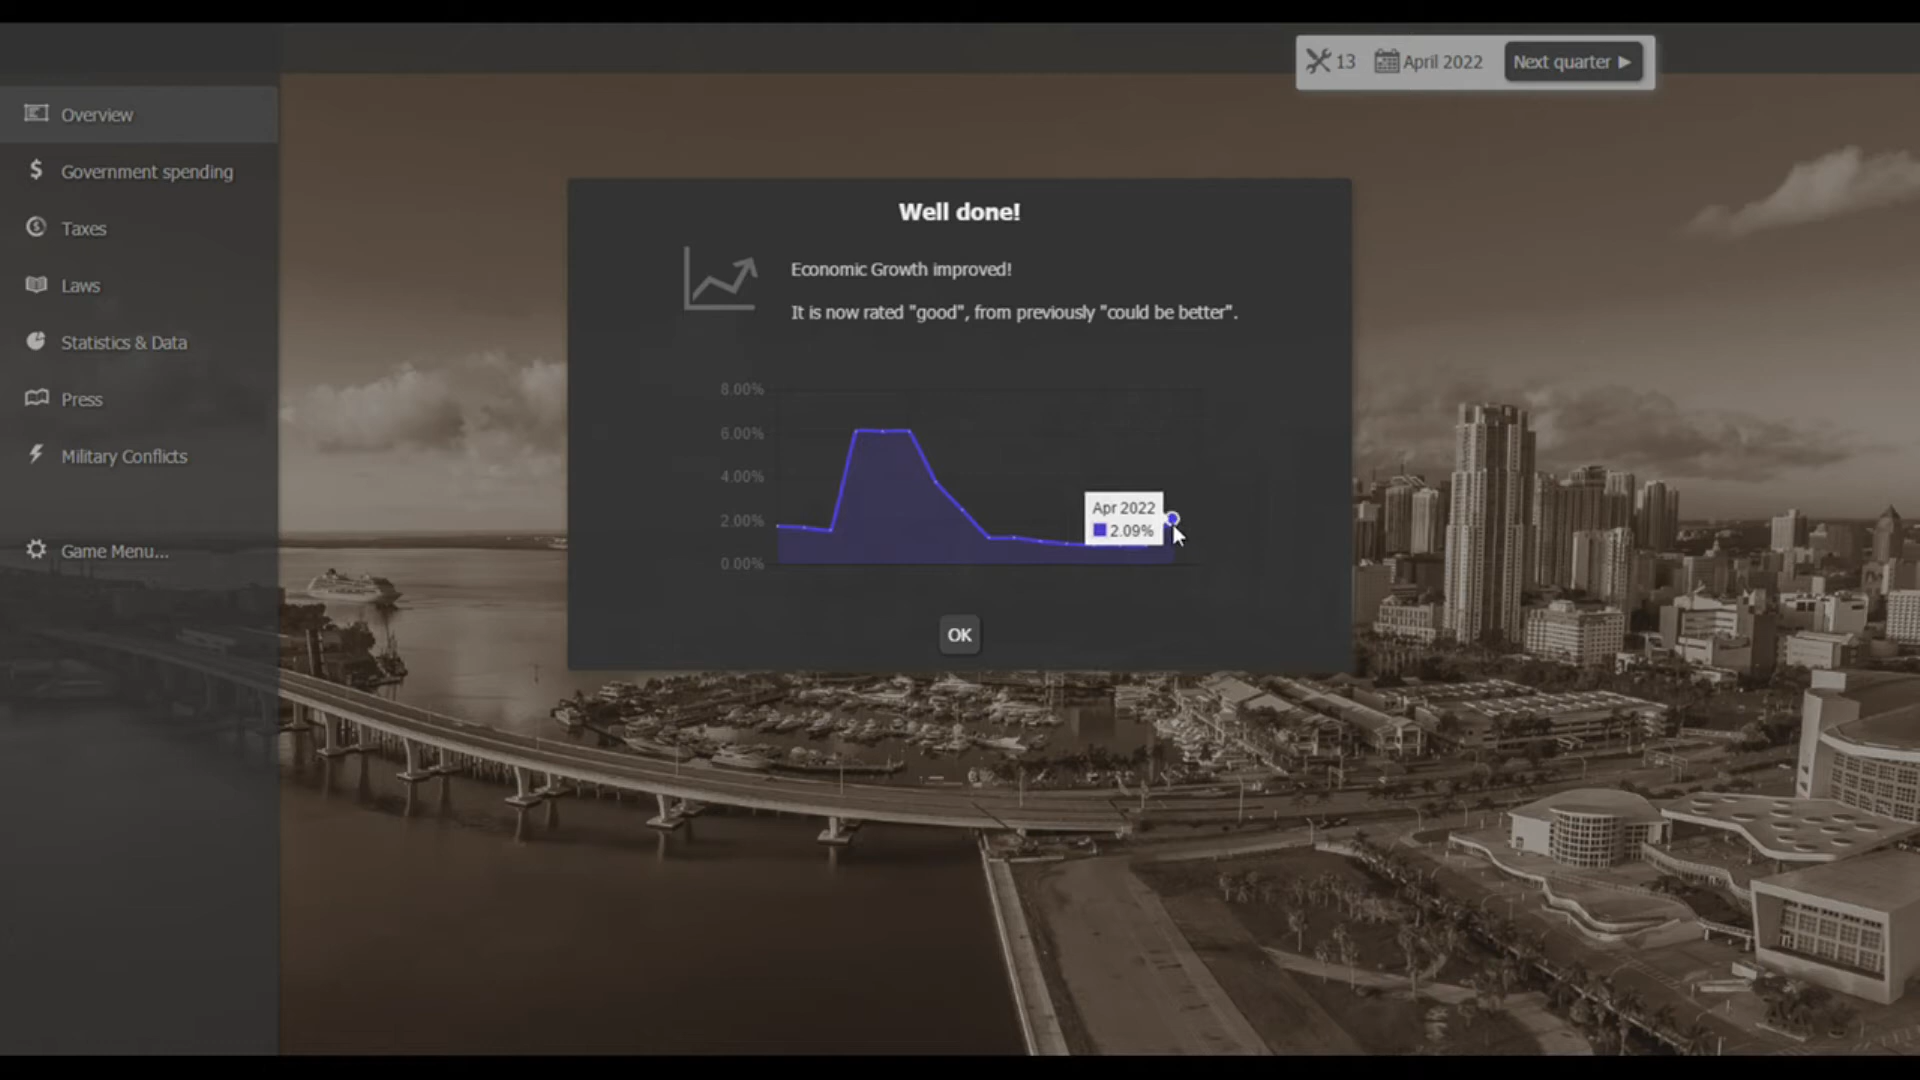 13
April 2022
Next quarter
Overview
Government spending
Taxes
Laws
Statistics & Data
Press
Military Conflicts
Game Menu...
Well done!
Economic Growth improved!
It is now rated "good", from previously "could be better".
8.00%
6.00%
4.00%
2.00%
0.00%
Apr 2022
2.09%
OK